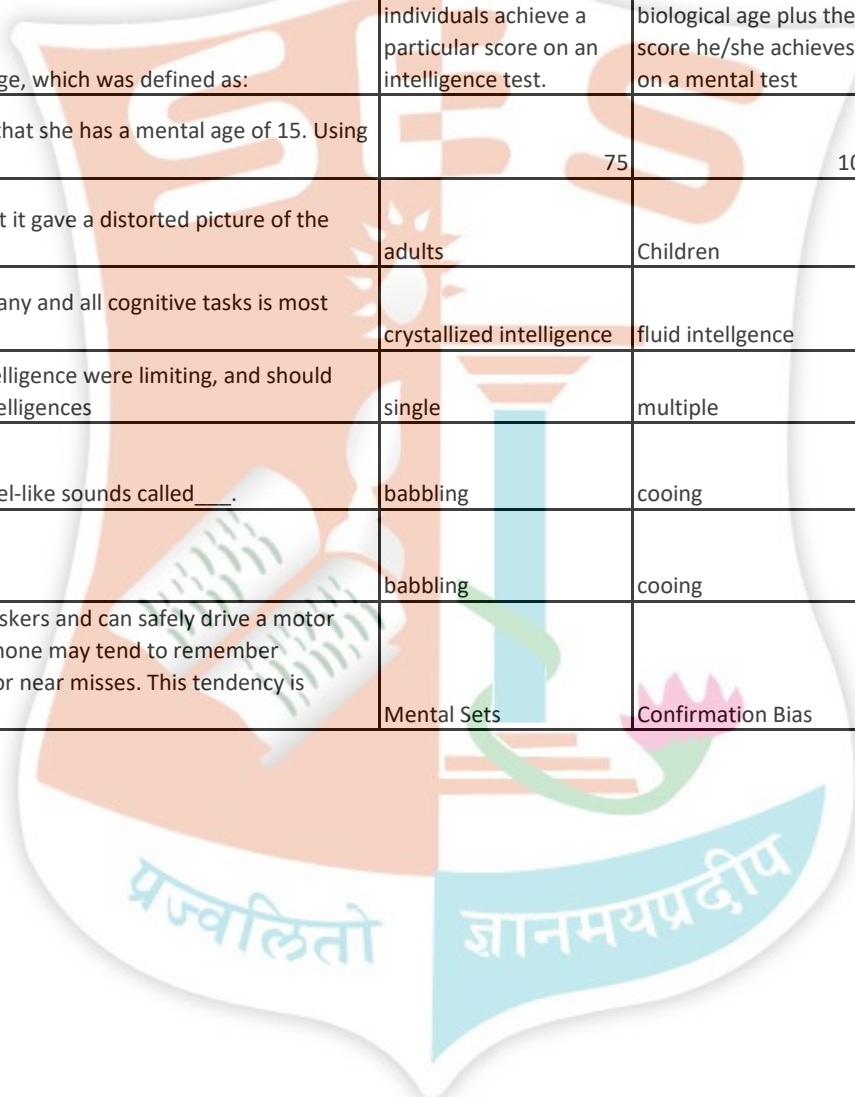 individuals achieve a
particular score on an
intelligence test.
biological age plus the
score he/she achieves
on a mental test
ge, which was defined as:
that she has a mental age of 15. Using
75
10
t it gave a distorted picture of the
adults
Children
any and all cognitive tasks is most
crystallized intelligence
fluid intellgence
elligence were limiting, and should
elligences
single
multiple
el-like sounds called___.
babbling
cooing
babbling
cooing
skers and can safely drive a motor
hone may tend to remember
or near misses. This tendency is
Mental Sets
Confirmation Bias
SES
प्रज्वलितो
ज्ञानमयप्रदीप